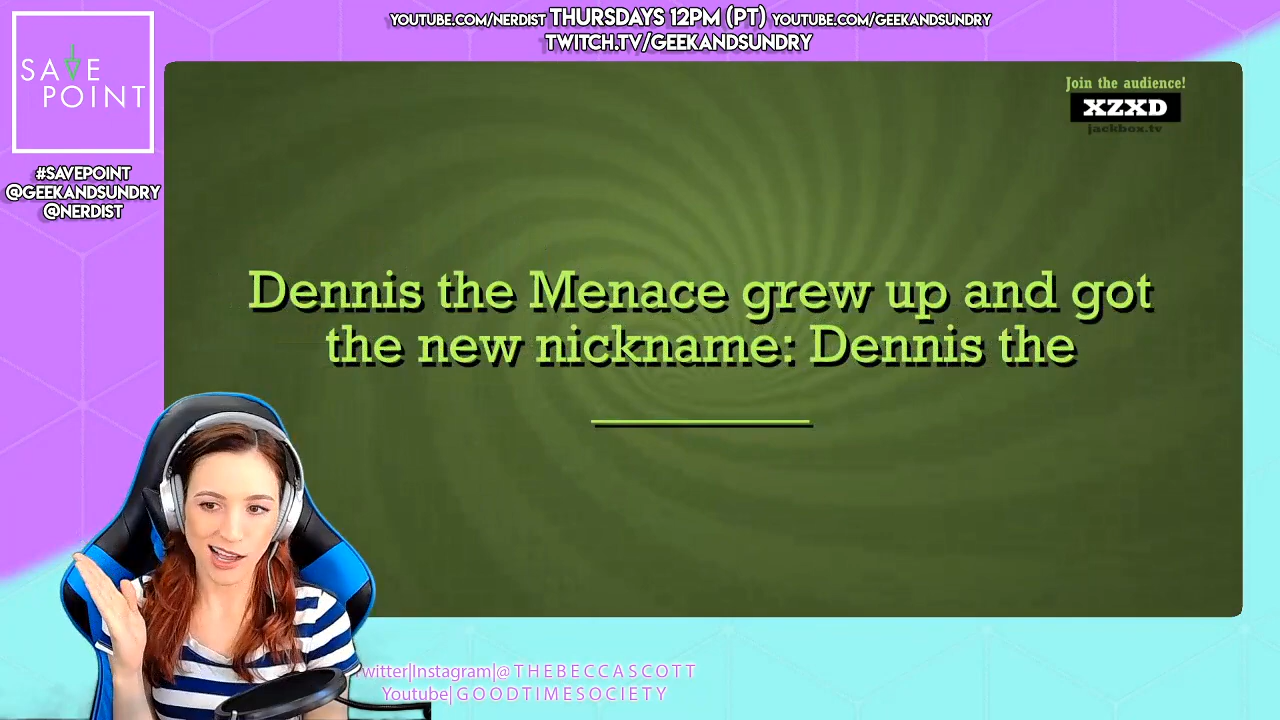 YOUTUBE.COM/NERDIST THURSDAYS 12PM (PT) YOUTUBE.COM/GEEKANDSUNDRY
TWITCH.TV/GEEKANDSUNDRY
SAVE
POINT
#SAVEPOINT
@GEEKANDSUNDRY
@NERDIST
Join the audience!
XZXD
jackbox.tv
Dennis the Menace grew up and got
the new nickname: Dennis the
witter|Instagram|@THEBECCASCOTT
Youtube|GOODTIMESOCIETY